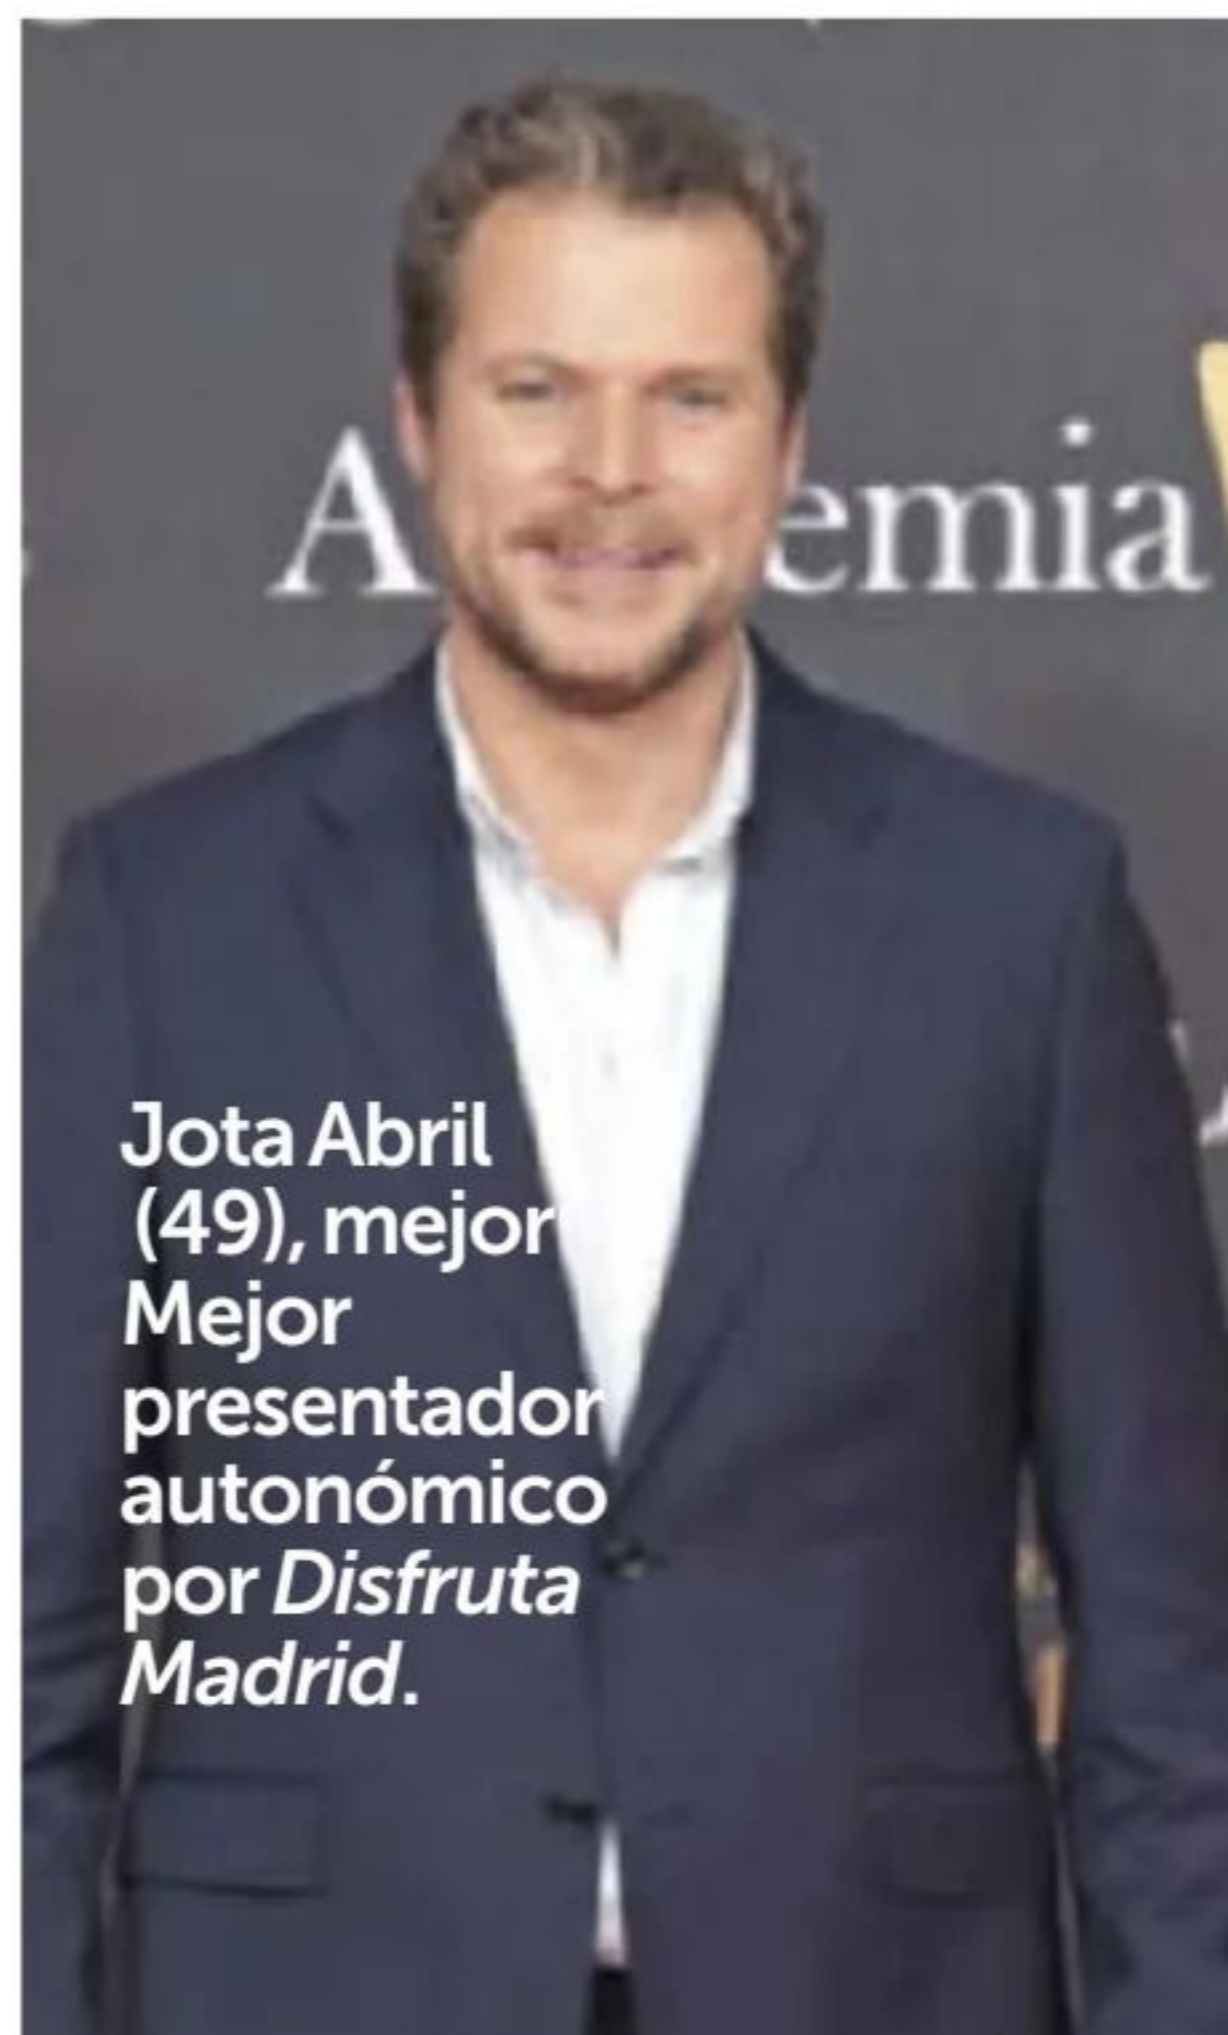 A emia
Jota Abril
(49), mejor
Mejor
presentador
autonómico
por Disfruta
Madrid.